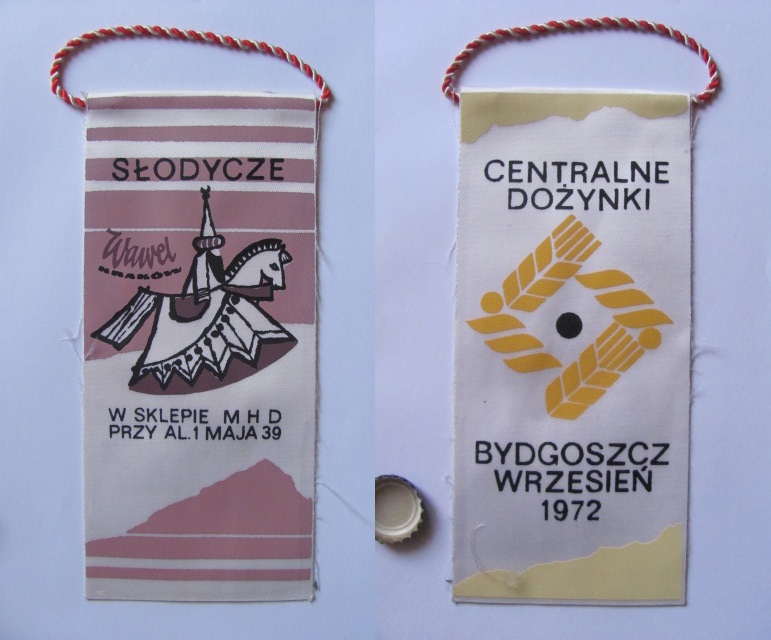 SŁODYCZE
Wawel
KRAKÓW
W SKLEPIE M H D
PRZY AL. 1 MAJA 39
CENTRALNE
DOŻYNKI
BYDGOSZCZ
WRZESIEŃ
1972